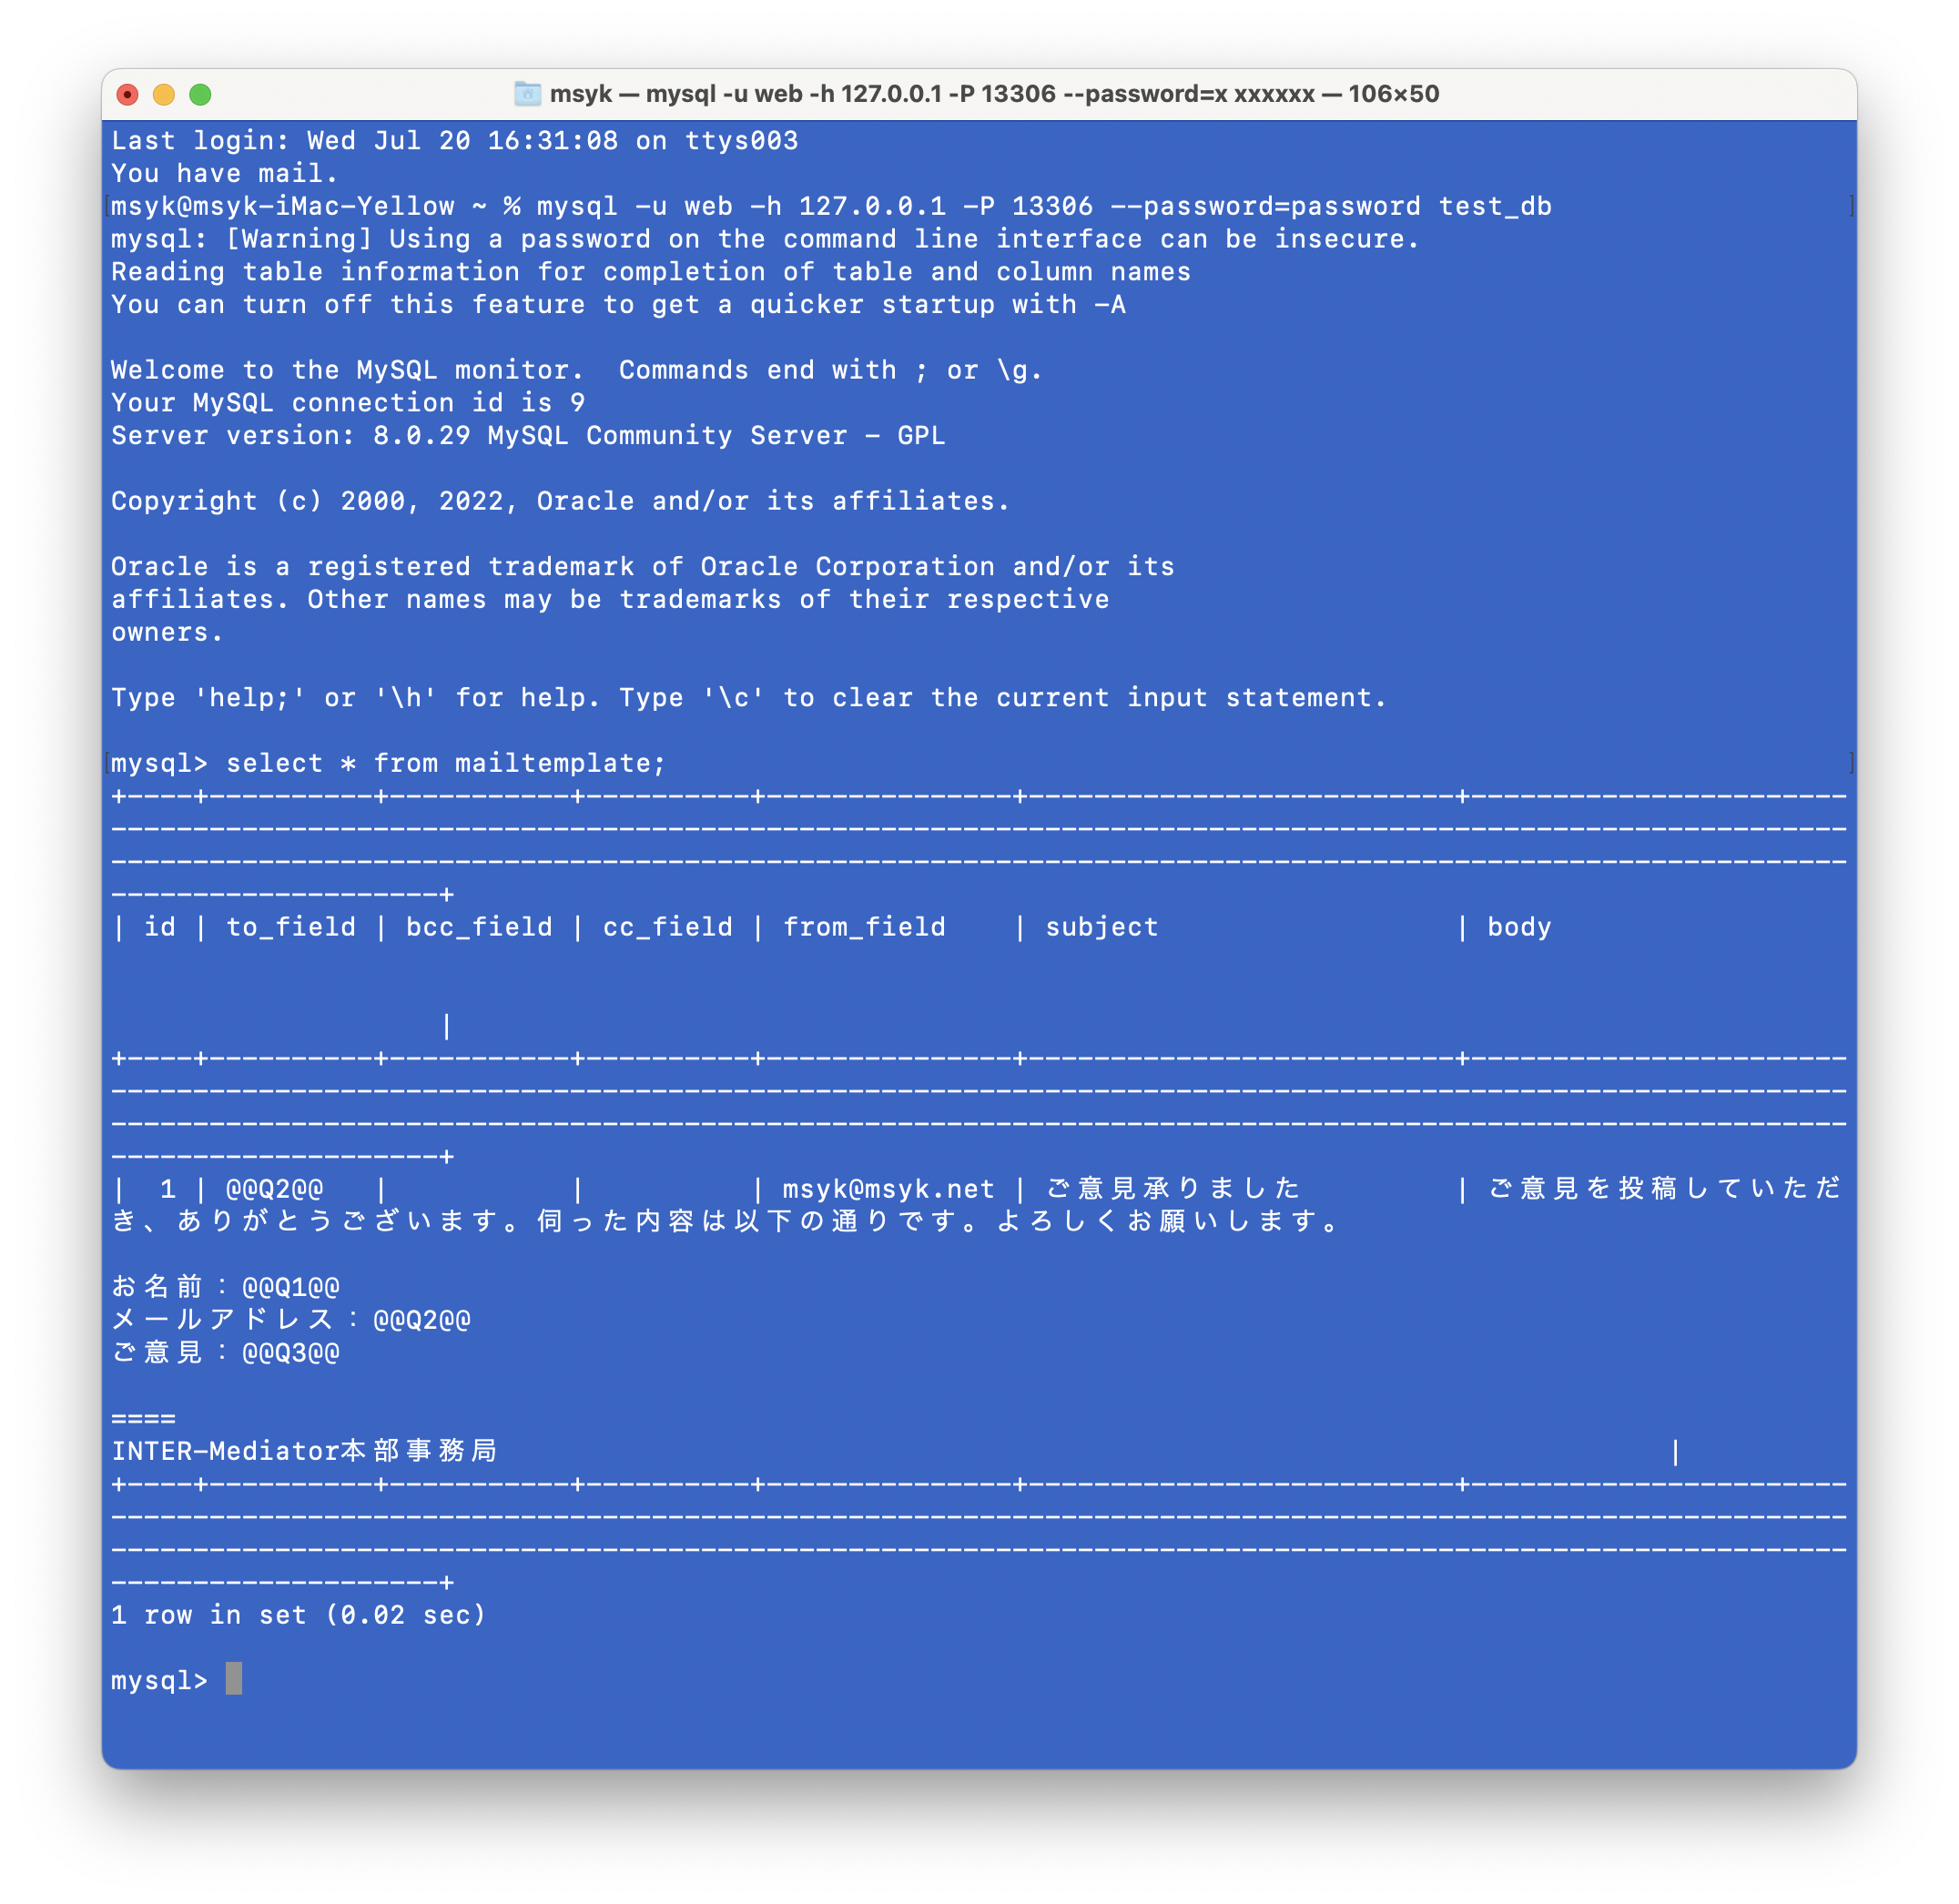 msyk — mysql -u web -h 127.0.0.1 -P 13306 --password=x xxxxxx — 106×50
Last login: Wed Jul 20 16:31:08 on ttys003
You have mail.
[msyk@msyk-iMac-Yellow ~ % mysql -u web -h 127.0.0.1 -P 13306 --password=password test_db ]
mysql: [Warning] Using a password on the command line interface can be insecure.
Reading table information for completion of table and column names
You can turn off this feature to get a quicker startup with -A
Welcome to the MySQL monitor.  Commands end with ; or \g.
Your MySQL connection id is 9
Server version: 8.0.29 MySQL Community Server - GPL
Copyright (c) 2000, 2022, Oracle and/or its affiliates.
Oracle is a registered trademark of Oracle Corporation and/or its
affiliates. Other names may be trademarks of their respective
owners.
Type 'help;' or '\h' for help. Type '\c' to clear the current input statement.
[mysql> select * from mailtemplate; ]
+----+----------+-----------+----------+---------------+--------------------------+-----------------------
----------------------------------------------------------------------------------------------------------
----------------------------------------------------------------------------------------------------------
--------------------+
| id | to_field | bcc_field | cc_field | from_field    | subject                  | body
|
+----+----------+-----------+----------+---------------+--------------------------+-----------------------
----------------------------------------------------------------------------------------------------------
----------------------------------------------------------------------------------------------------------
--------------------+
|  1 | @@Q2@@   |           |          | msyk@msyk.net | ご意見承りました         | ご意見を投稿していただ
き、ありがとうございます。伺った内容は以下の通りです。よろしくお願いします。
お名前：@@Q1@@
メールアドレス：@@Q2@@
ご意見：@@Q3@@
====
INTER-Mediator本部事務局 |
+----+----------+-----------+----------+---------------+--------------------------+-----------------------
----------------------------------------------------------------------------------------------------------
----------------------------------------------------------------------------------------------------------
--------------------+
1 row in set (0.02 sec)
mysql>